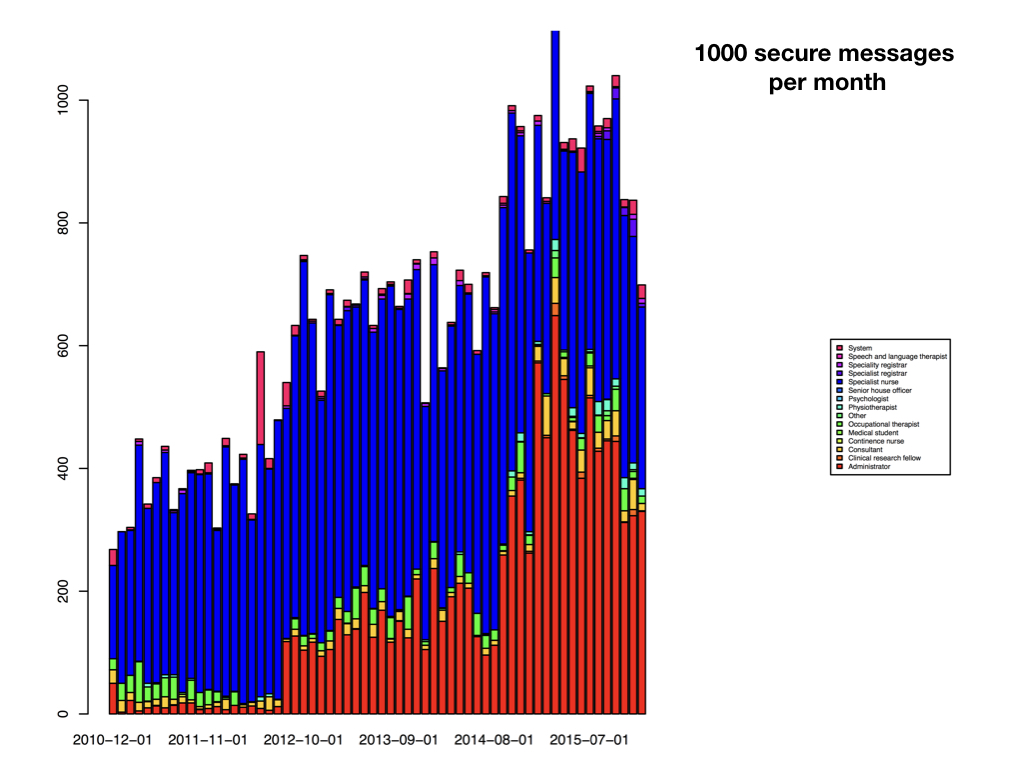 1000 secure messages
per month
1000
800
600
400
200
0
2010−12−01 2011−11−01 2012−10−01 2013−09−01 2014−08−01 2015−07−01
System
Speech and language therapist
Speciality registrar
Specialist registrar
Specialist nurse
Senior house officer
Psychologist
Physiotherapist
Other
Occupational therapist
Medical student
Continence nurse
Consultant
Clinical research fellow
Administrator